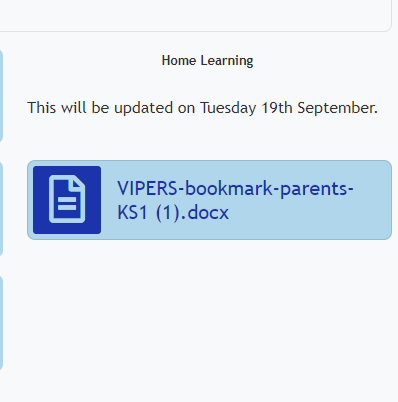 Home Learning
This will be updated on Tuesday 19th September.
VIPERS-bookmark-parents-
KS1 (1).docx